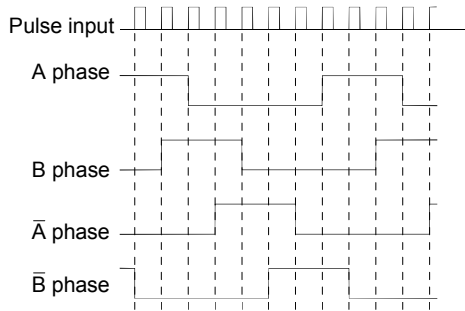 Pulse input
A phase
B phase
A̅ phase
B̅ phase